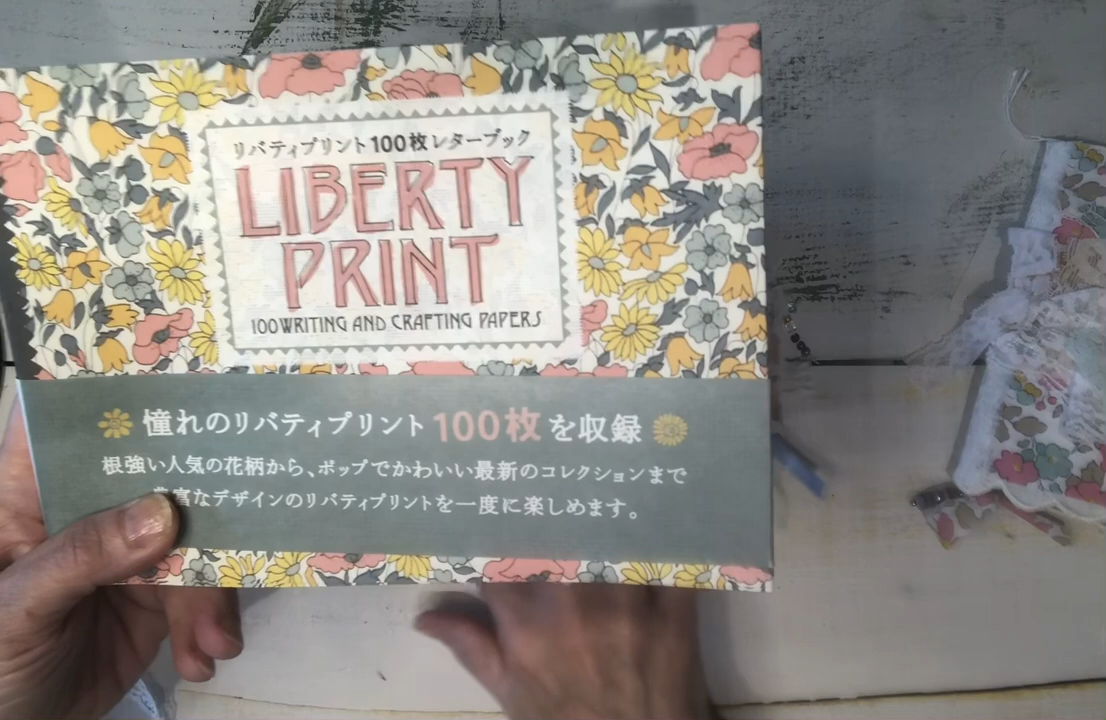 リバティプリント100枚レターブック
LIBERTY
PRINT
100 WRITING AND CRAFTING PAPERS
憧れのリバティプリント100枚を収録
根強い人気の花柄から、ポップでかわいい最新のコレクションまで
富なデザインのリバティプリントを一度に楽しめます。